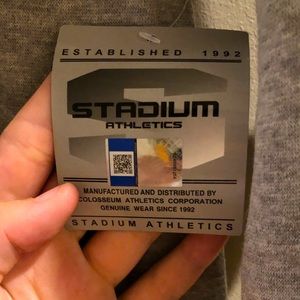 ESTABLISHED 1992
STADIUM
ATHLETICS
MANUFACTURED AND DISTRIBUTED BY
COLOSSEUM ATHLETICS CORPORATION
GENUINE WEAR SINCE 1992
STADIUM ATHLETICS